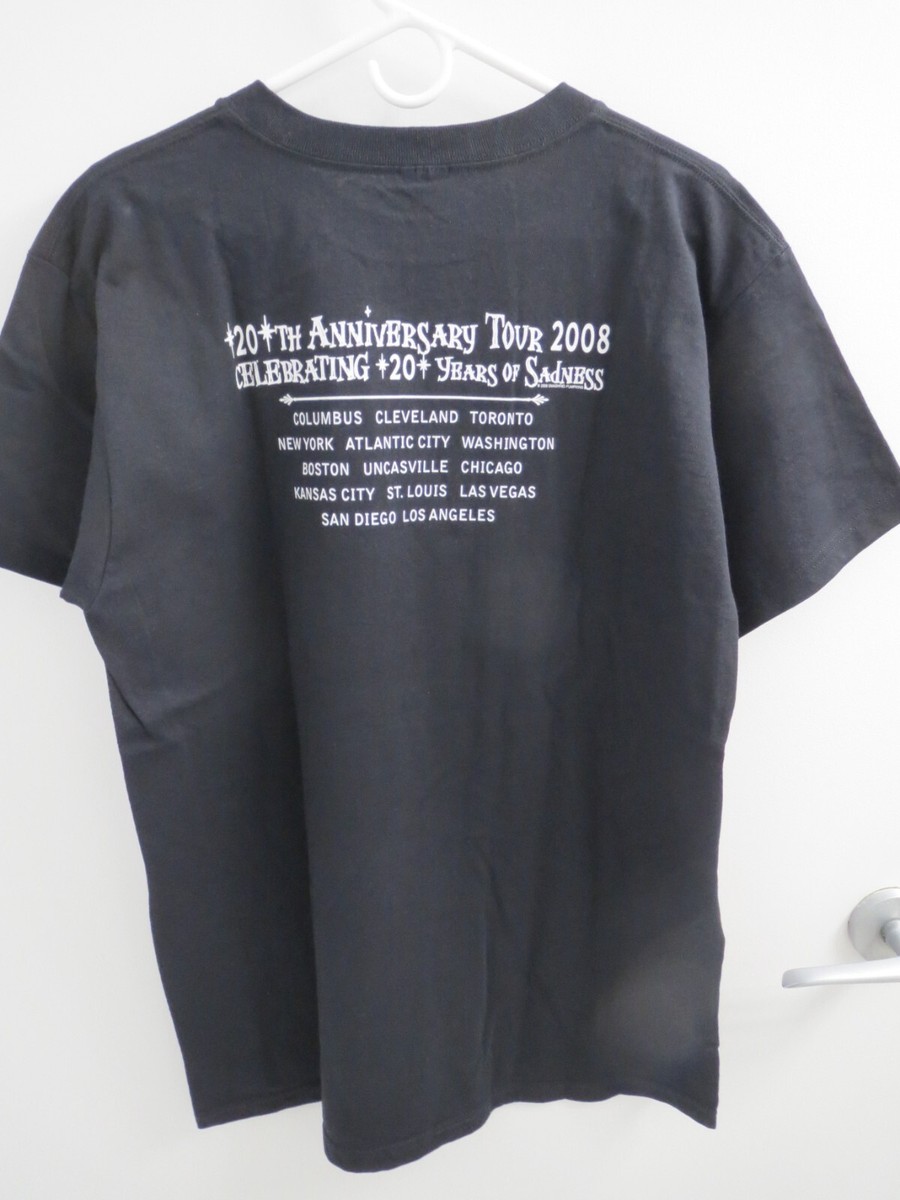 *20*TH ANNIVERSARY TOUR 2008
CELEBRATING *20* YEARS OF SADNESS
COLUMBUS CLEVELAND TORONTO
NEW YORK ATLANTIC CITY WASHINGTON
BOSTON UNCASVILLE CHICAGO
KANSAS CITY ST. LOUIS LAS VEGAS
SAN DIEGO LOS ANGELES